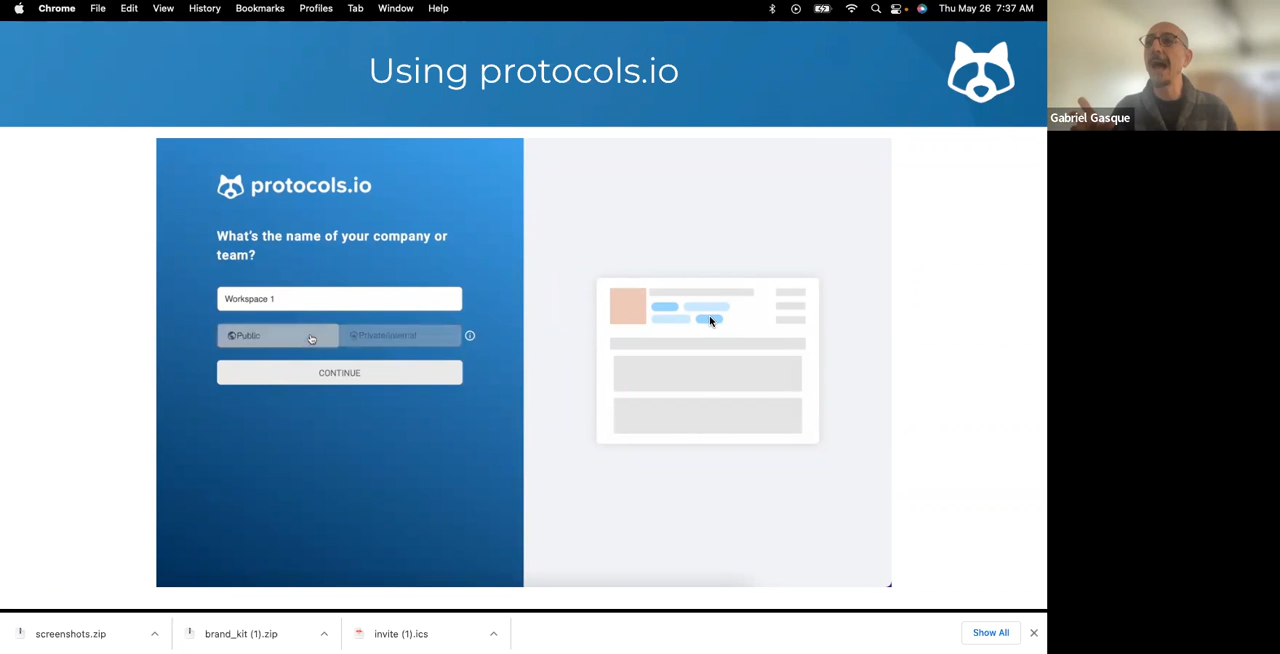 Chrome File Edit View History Bookmarks Profiles Tab Window Help Thu May 26 7:37 AM
Using protocols.io
Gabriel Gasque
protocols.io
What's the name of your company or
team?
Workspace 1
Public Private/Internal
CONTINUE
screenshots.zip brand_kit (1).zip invite (1).ics Show All